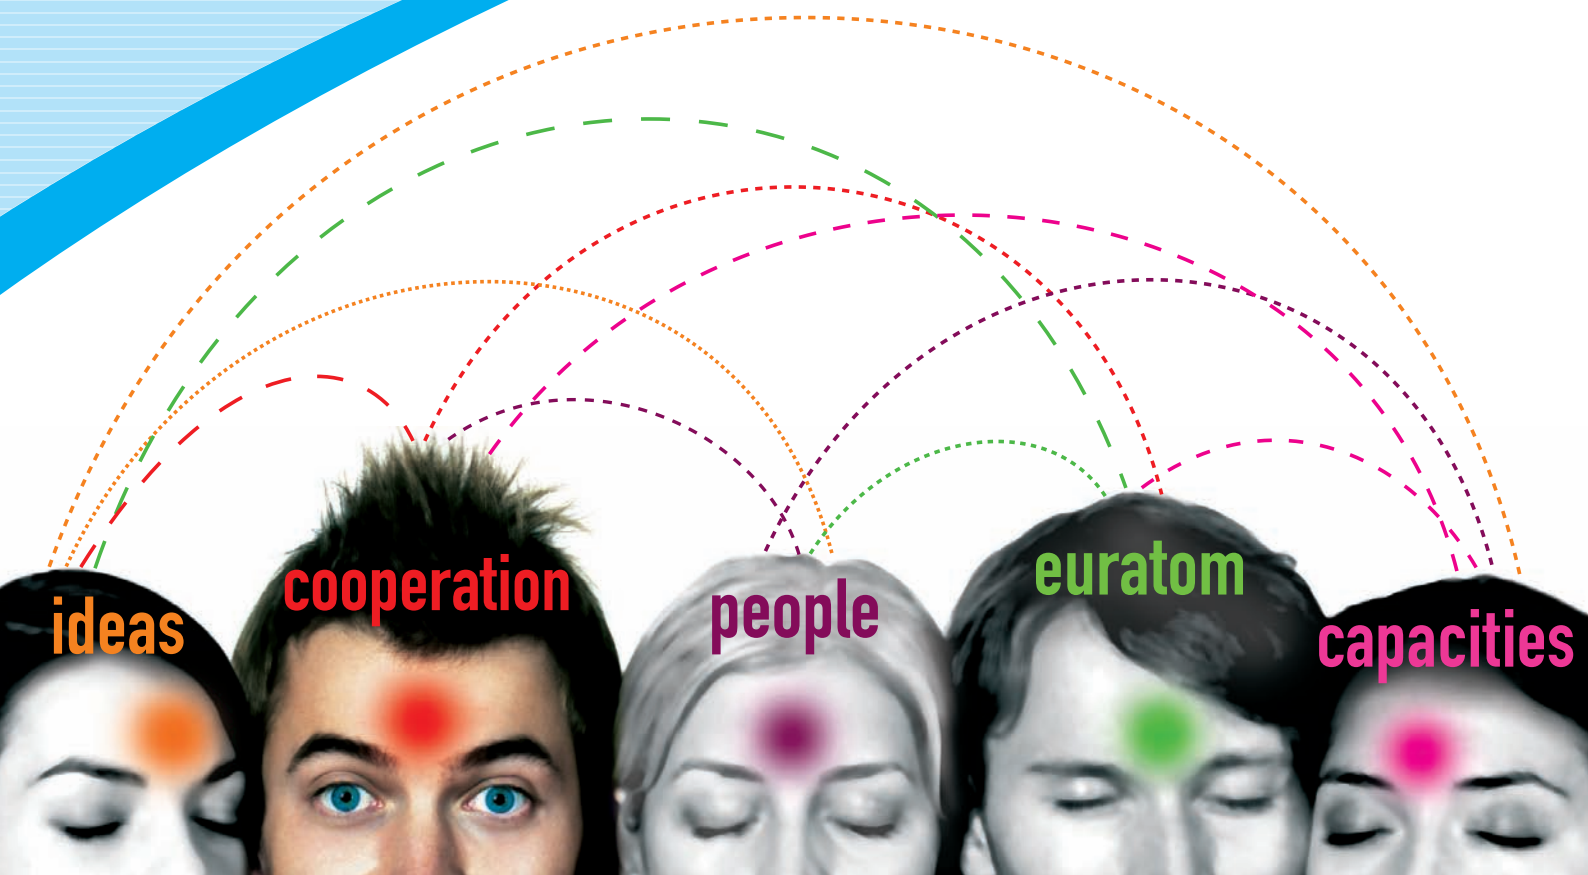 ideas
cooperation
people
euratom
capacities